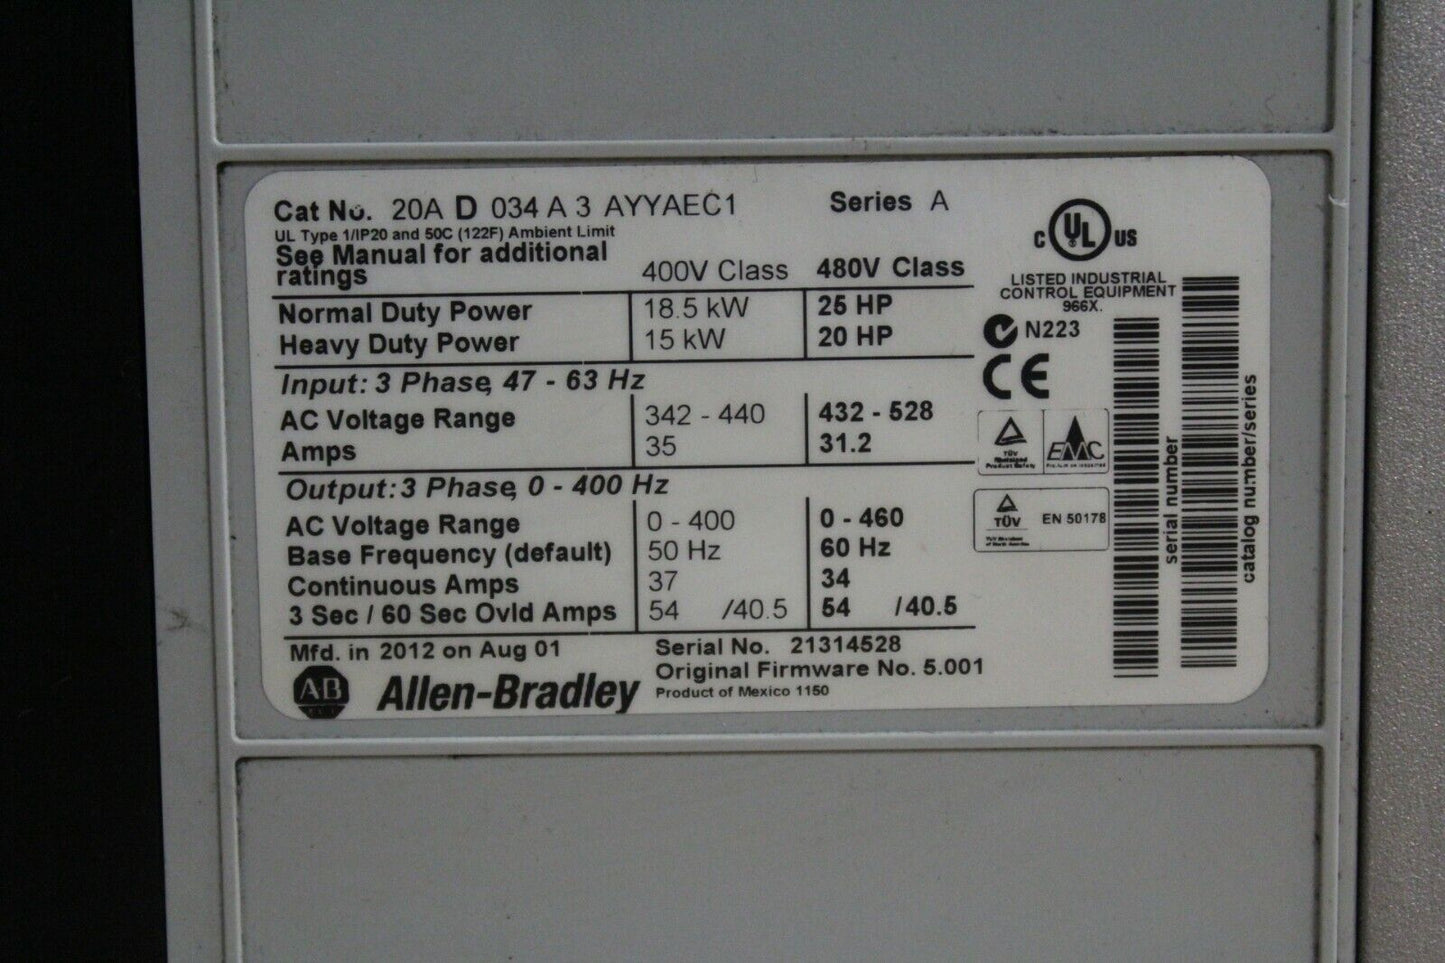 Cat No. 20A D 034 A 3 AYYAEC1 Series A
UL Type 1/IP20 and 50C (122F) Ambient Limit
See Manual for additional
ratings 400V Class 480V Class
Normal Duty Power 18.5 kW 25 HP
Heavy Duty Power 15 kW 20 HP
Input: 3 Phase, 47 - 63 Hz
AC Voltage Range 342 - 440 432 - 528
Amps 35 31.2
Output: 3 Phase, 0 - 400 Hz
AC Voltage Range 0 - 400 0 - 460
Base Frequency (default) 50 Hz 60 Hz
Continuous Amps 37 34
3 Sec / 60 Sec Ovld Amps 54 /40.5 54 /40.5
Mfd. in 2012 on Aug 01 Serial No. 21314528
Original Firmware No. 5.001
AB Allen-Bradley Product of Mexico 1150
C UL US
LISTED INDUSTRIAL
CONTROL EQUIPMENT
966X.
N223
CE
TÜV
Rheinland
Product Safety
EMC
TÜV EN 50178
serial number
catalog number/series